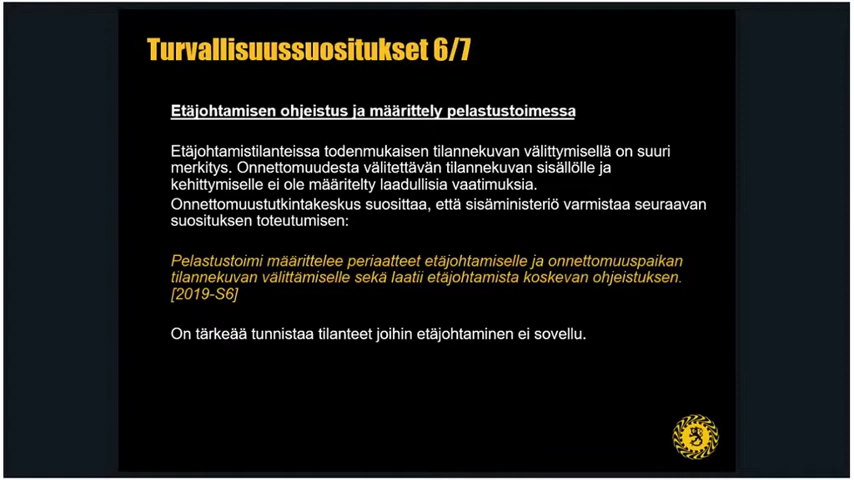 Turvallisuussuositukset 6/7
Etäjohtamisen ohjeistus ja määrittely pelastustoimessa
Etäjohtamistilanteissa todenmukaisen tilannekuvan välittymisellä on suuri
merkitys. Onnettomuudesta välitettävän tilannekuvan sisällölle ja
kehittymiselle ei ole määritelty laadullisia vaatimuksia.
Onnettomuustutkintakeskus suosittaa, että sisäministeriö varmistaa seuraavan
suosituksen toteutumisen:
Pelastustoimi määrittelee periaatteet etäjohtamiselle ja onnettomuuspaikan
tilannekuvan välittämiselle sekä laatii etäjohtamista koskevan ohjeistuksen.
[2019-S6]
On tärkeää tunnistaa tilanteet joihin etäjohtaminen ei sovellu.